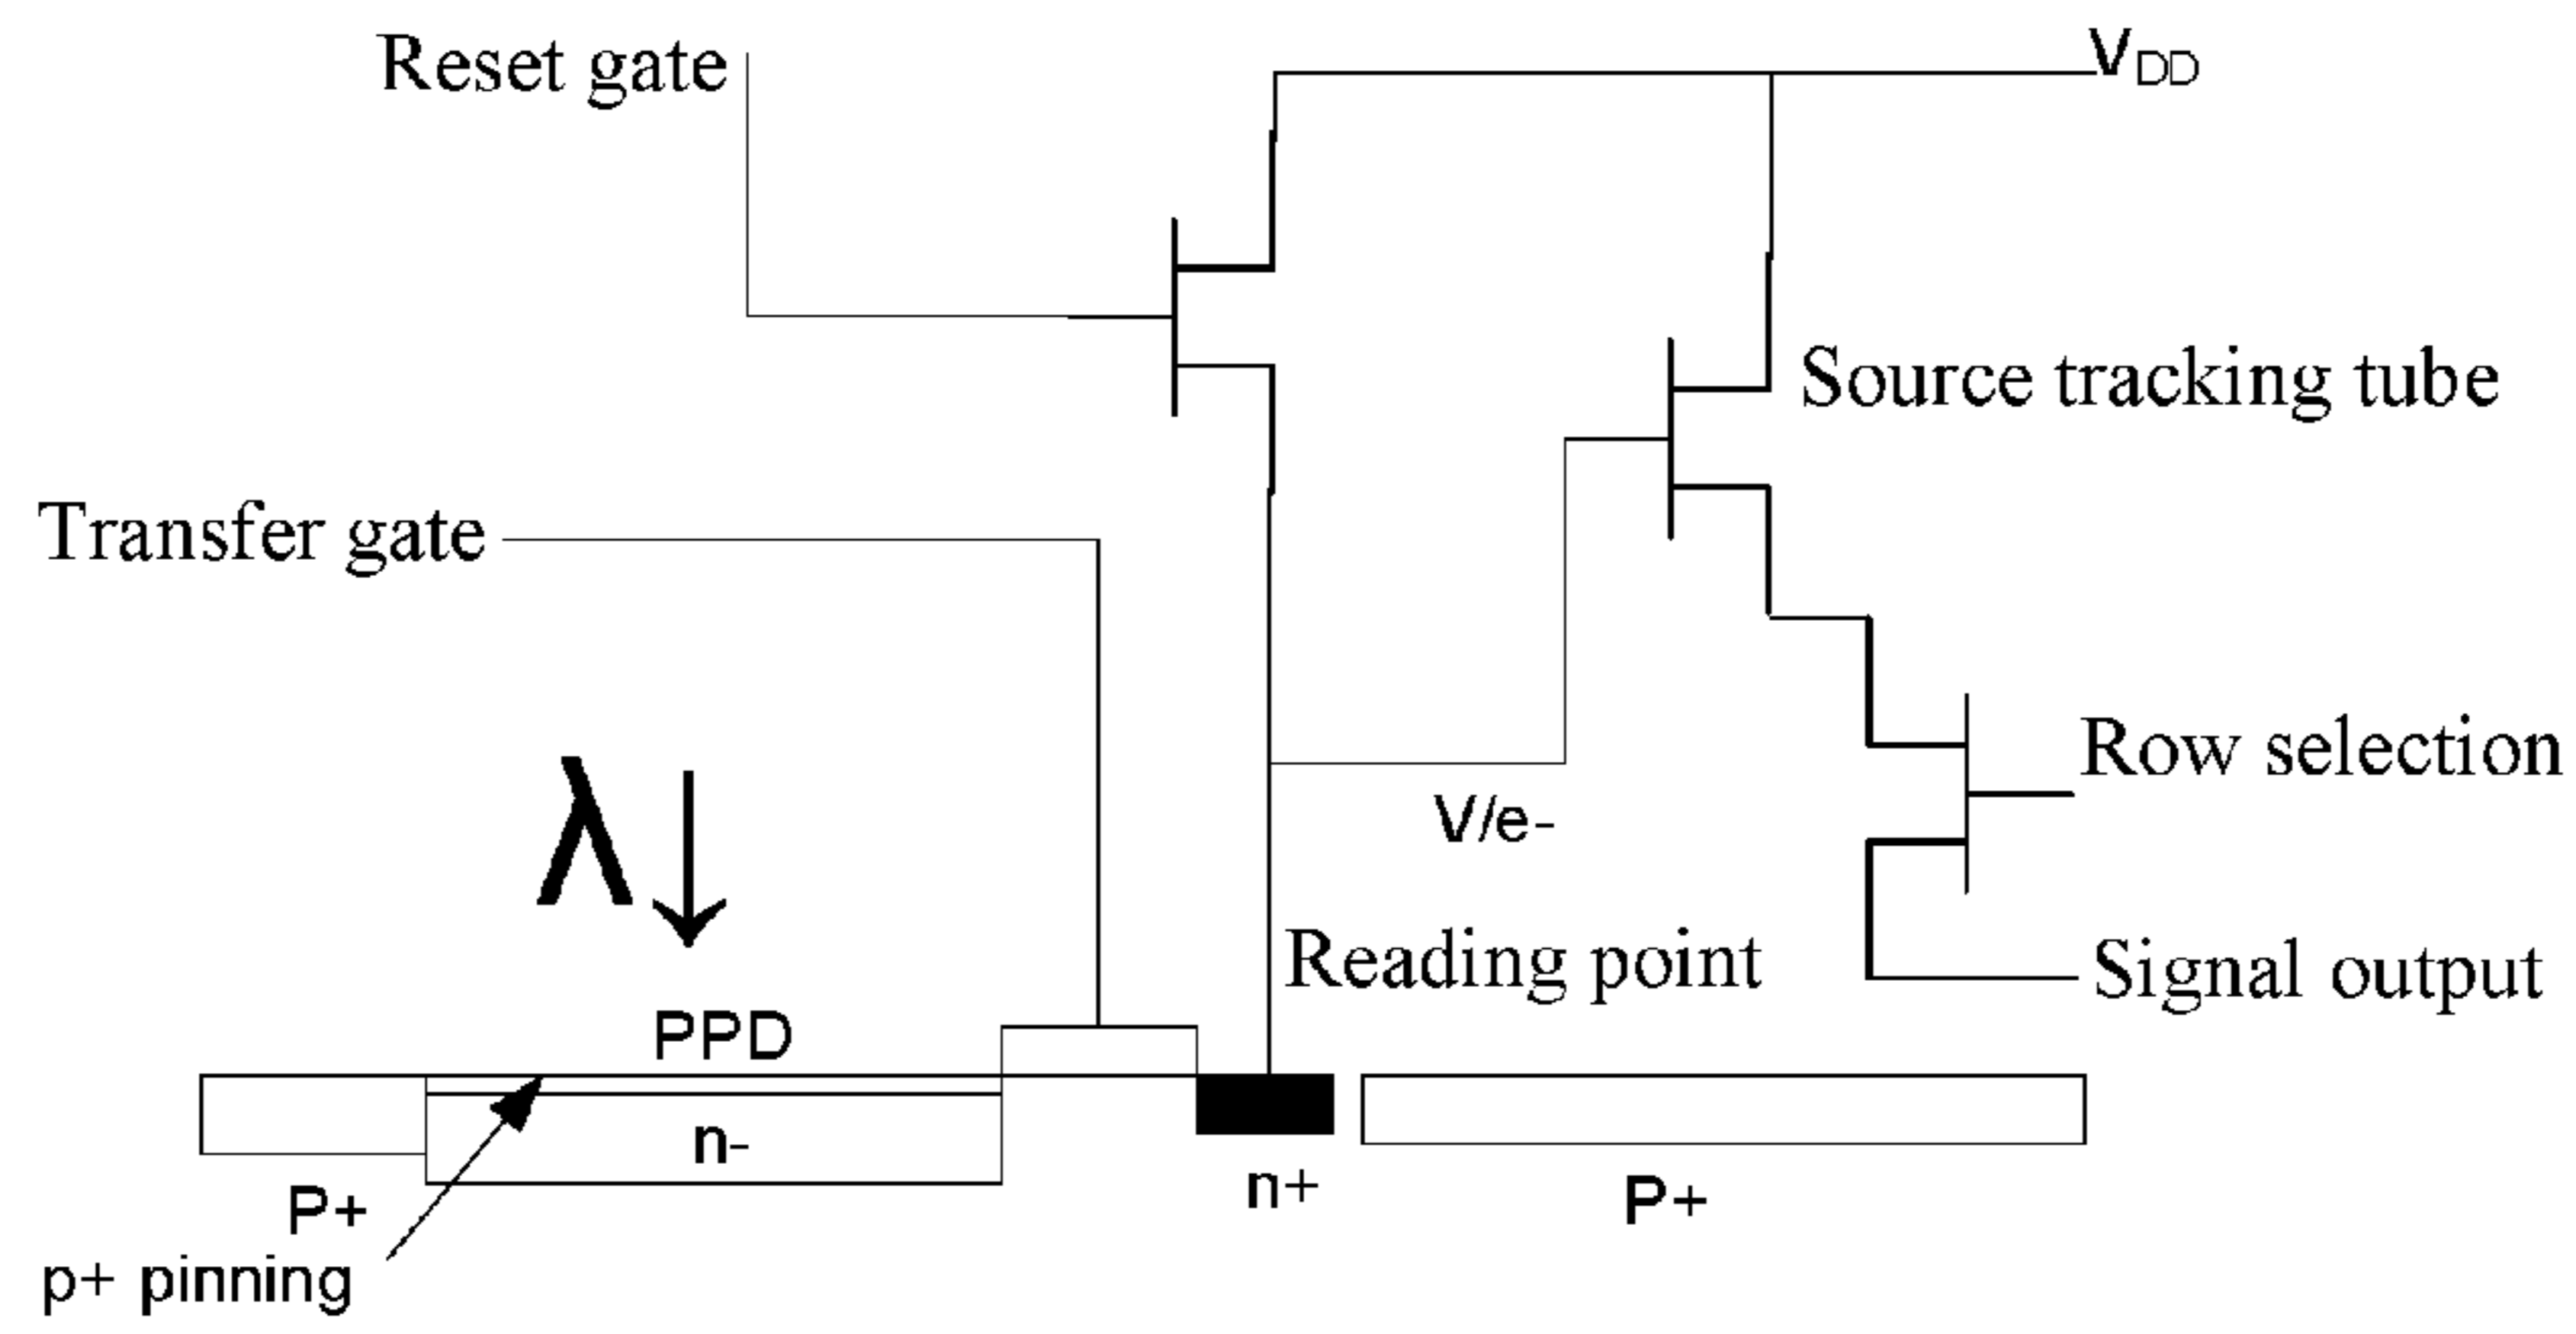 Reset gate
VDD
Source tracking tube
Transfer gate
Row selection
V/e-
λ
Reading point
Signal output
PPD
n-
P+
n+
P+
p+ pinning